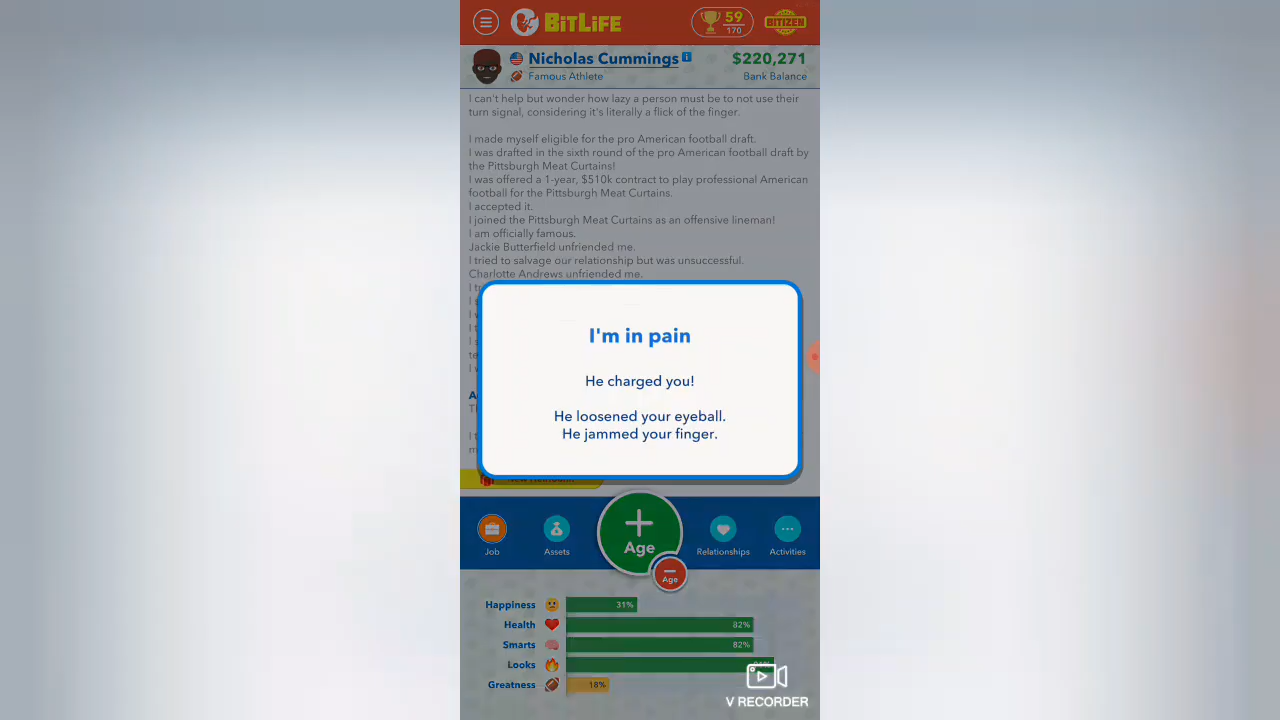 BITLIFE
59
170
BITIZEN
Nicholas Cummings
$220,271
Famous Athlete
Bank Balance
I can't help but wonder how lazy a person must be to not use their
turn signal, considering it's literally a flick of the finger.
I made myself eligible for the pro American football draft.
I was drafted in the sixth round of the pro American football draft by
the Pittsburgh Meat Curtains!
I was offered a 1-year, $510k contract to play professional American
football for the Pittsburgh Meat Curtains.
I accepted it.
I joined the Pittsburgh Meat Curtains as an offensive lineman!
I am officially famous.
Jackie Butterfield unfriended me.
I tried to salvage our relationship but was unsuccessful.
Charlotte Andrews unfriended me.
I'm in pain
He charged you!
He loosened your eyeball.
He jammed your finger.
Job
Assets
Age
Age
Relationships
Activities
Happiness
31%
Health
82%
Smarts
82%
Looks
Greatness
18%
V RECORDER